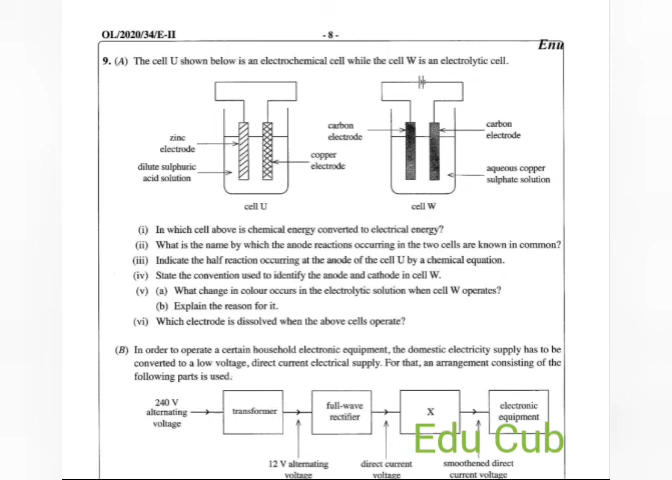 OL/2020/34/E-II
- 8 -
9. (A) The cell U shown below is an electrochemical cell while the cell W is an electrolytic cell.
zinc
electrode
dilute sulphuric
acid solution
copper
electrode
cell U
carbon
electrode
carbon
electrode
aqueous copper
sulphate solution
cell W
(i) In which cell above is chemical energy converted to electrical energy?
(ii) What is the name by which the anode reactions occurring in the two cells are known in common?
(iii) Indicate the half reaction occurring at the anode of the cell U by a chemical equation.
(iv) State the convention used to identify the anode and cathode in cell W.
(v) (a) What change in colour occurs in the electrolytic solution when cell W operates?
(b) Explain the reason for it.
(vi) Which electrode is dissolved when the above cells operate?
(B) In order to operate a certain household electronic equipment, the domestic electricity supply has to be
converted to a low voltage, direct current electrical supply. For that, an arrangement consisting of the
following parts is used.
240 V
alternating
voltage
transformer
full-wave
rectifier
X
electronic
equipment
12 V alternating
voltage
direct current
voltage
smoothened direct
current voltage
Edu Cub